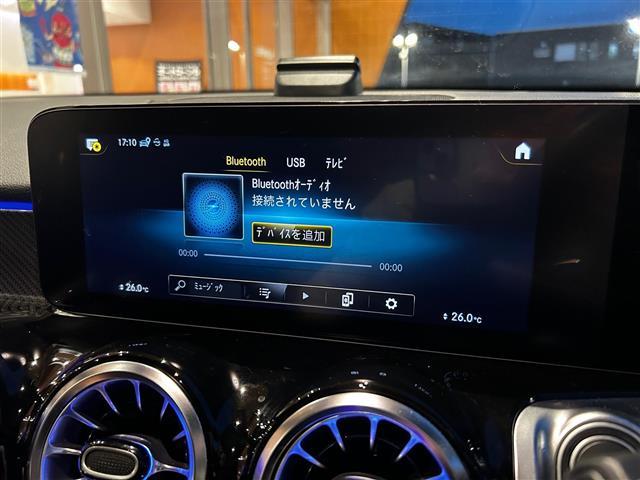 17:10
Bluetooth USB ﾃﾚﾋﾞ
Bluetoothｵｰﾃﾞｨｵ
接続されていません
ﾃﾞﾊﾞｲｽを追加
00:00 00:00
ﾐｭｰｼﾞｯｸ
26.0°C 26.0°C